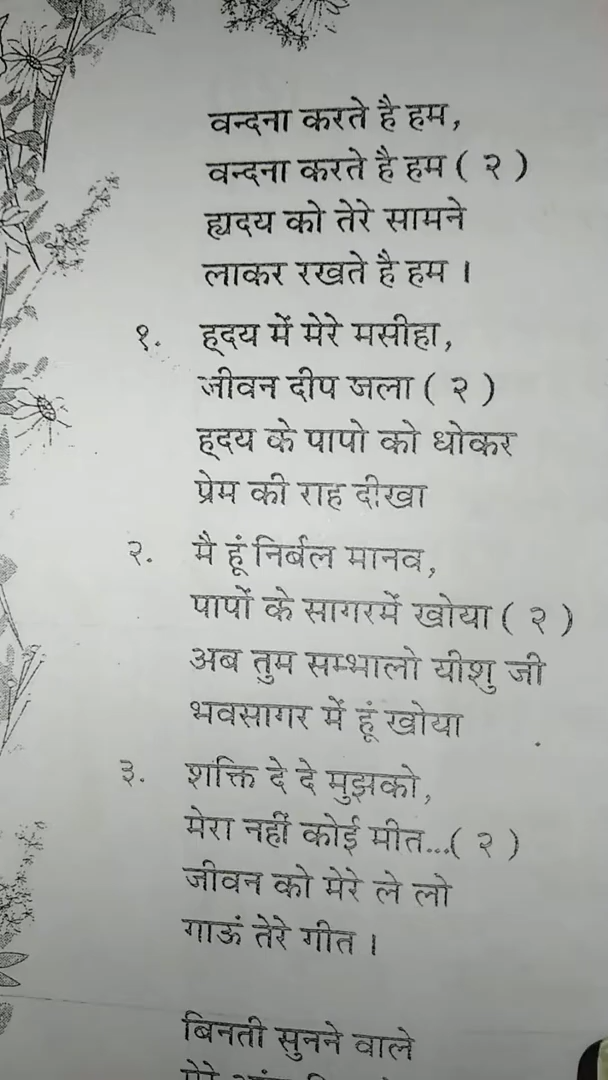 वन्दना करते है हम,
वन्दना करते है हम ( २ )
ह्यदय को तेरे सामने
लाकर रखते है हम ।
१. ह्दय में मेरे मसीहा,
जीवन दीप जला ( २ )
ह्दय के पापो को धोकर
प्रेम की राह दीखा
२. मै हूं निर्बल मानव,
पापों के सागरमें खोया ( २ )
अब तुम सम्भालो यीशु जी
भवसागर में हूं खोया
३. शक्ति दे दे मुझको,
मेरा नहीं कोई मीत...( २ )
जीवन को मेरे ले लो
गाऊं तेरे गीत ।
बिनती सुनने वाले